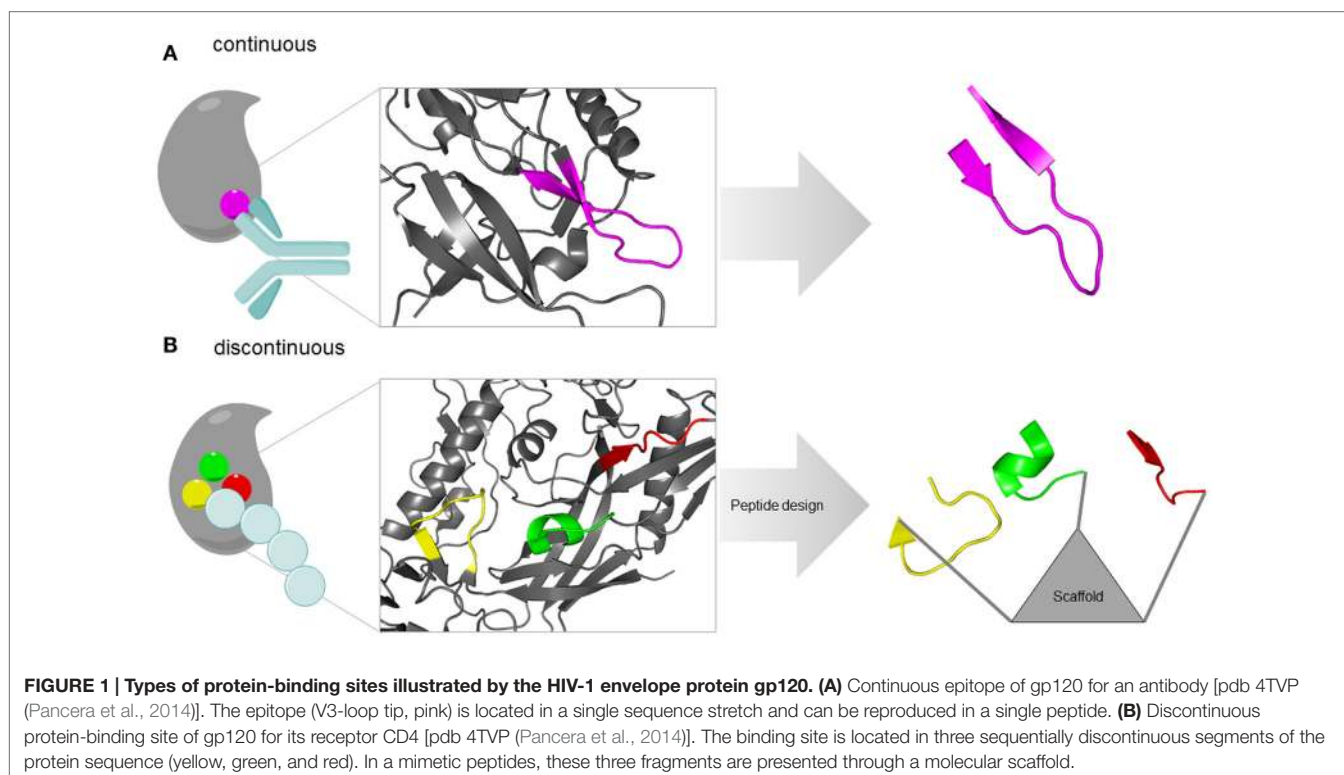 A continuous
B discontinuous
Peptide design
Scaffold
FIGURE 1 | Types of protein-binding sites illustrated by the HIV-1 envelope protein gp120. (A) Continuous epitope of gp120 for an antibody [pdb 4TVP
(Pancera et al., 2014)]. The epitope (V3-loop tip, pink) is located in a single sequence stretch and can be reproduced in a single peptide. (B) Discontinuous
protein-binding site of gp120 for its receptor CD4 [pdb 4TVP (Pancera et al., 2014)]. The binding site is located in three sequentially discontinuous segments of the
protein sequence (yellow, green, and red). In a mimetic peptides, these three fragments are presented through a molecular scaffold.